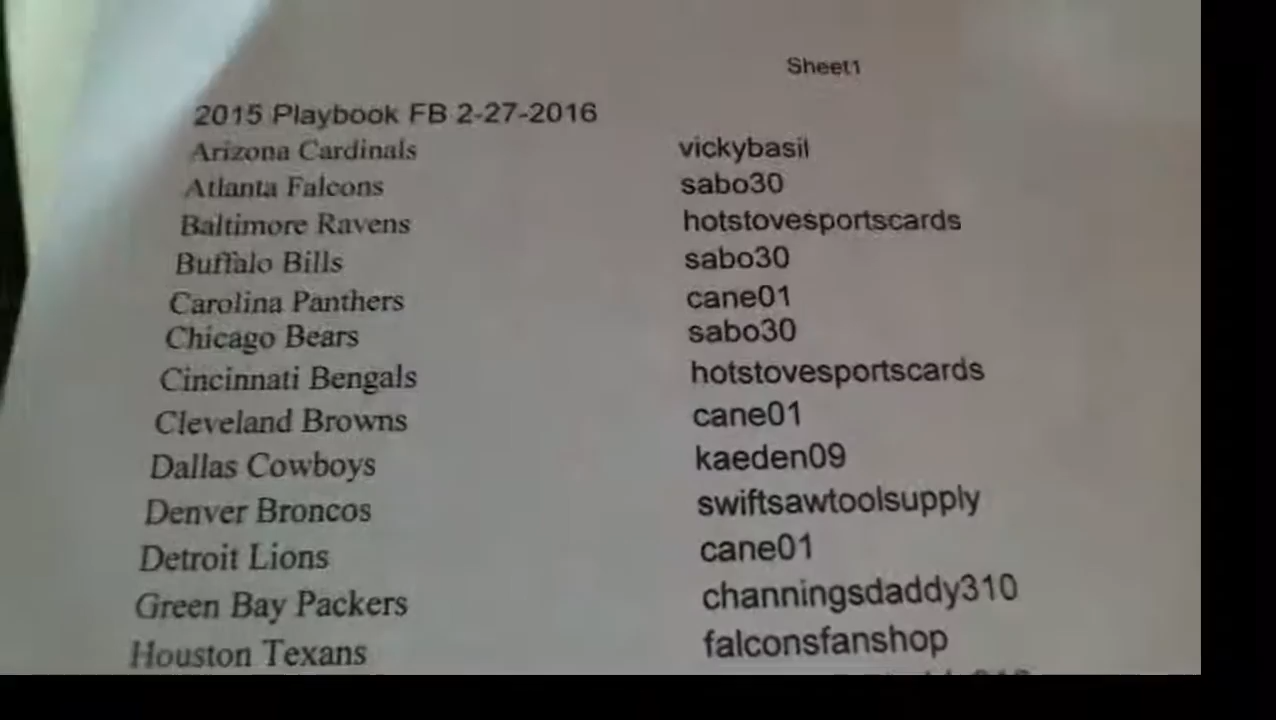 Sheet1
2015 Playbook FB 2-27-2016
Arizona Cardinals vickybasil
Atlanta Falcons sabo30
Baltimore Ravens hotstovesportscards
Buffalo Bills sabo30
Carolina Panthers cane01
Chicago Bears sabo30
Cincinnati Bengals hotstovesportscards
Cleveland Browns cane01
Dallas Cowboys kaeden09
Denver Broncos swiftsawtoolsupply
Detroit Lions cane01
Green Bay Packers channingsdaddy310
Houston Texans falconsfanshop